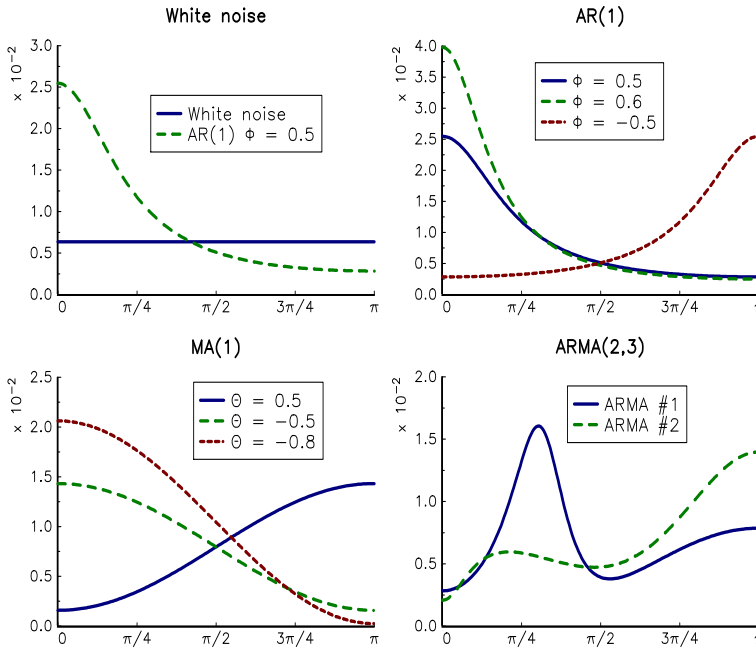 White noise
× 10⁻²
3.0
2.5
2.0
1.5
1.0
0.5
0.0
0 π/4 π/2 3π/4 π
White noise
AR(1) Φ = 0.5
AR(1)
× 10⁻²
4.0
3.5
3.0
2.5
2.0
1.5
1.0
0.5
0.0
0 π/4 π/2 3π/4 π
Φ = 0.5
Φ = 0.6
Φ = −0.5
MA(1)
× 10⁻²
2.5
2.0
1.5
1.0
0.5
0.0
0 π/4 π/2 3π/4 π
Θ = 0.5
Θ = −0.5
Θ = −0.8
ARMA(2,3)
× 10⁻²
2.0
1.5
1.0
0.5
0.0
0 π/4 π/2 3π/4 π
ARMA #1
ARMA #2